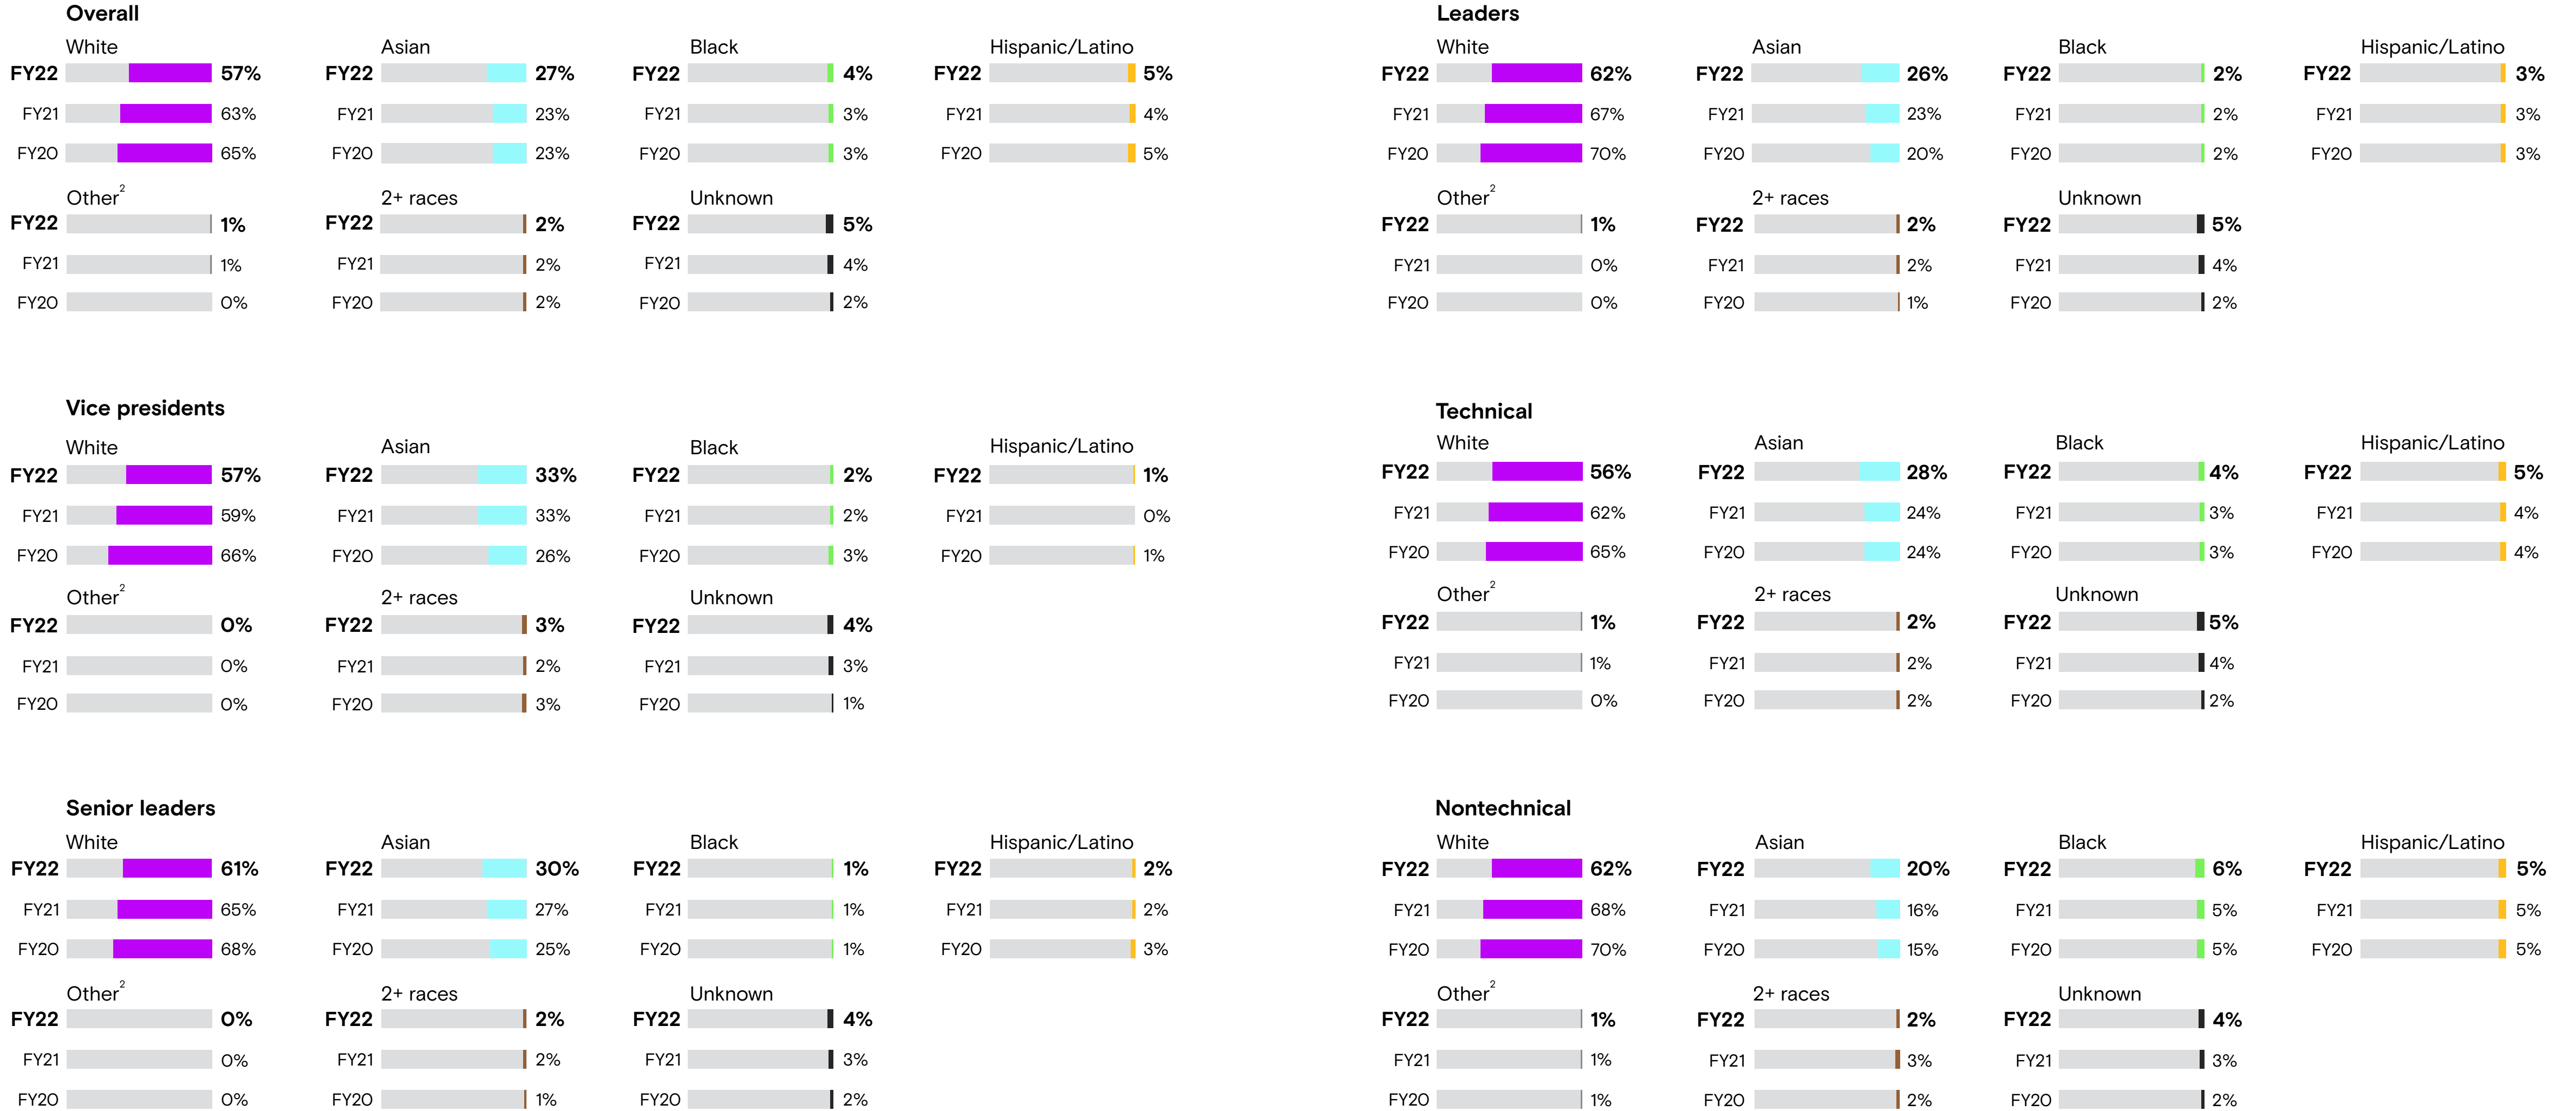 Overall
White
FY22 57%
FY21 63%
FY20 65%
Asian
FY22 27%
FY21 23%
FY20 23%
Black
FY22 4%
FY21 3%
FY20 3%
Hispanic/Latino
FY22 5%
FY21 4%
FY20 5%
Other2
FY22 1%
FY21 1%
FY20 0%
2+ races
FY22 2%
FY21 2%
FY20 2%
Unknown
FY22 5%
FY21 4%
FY20 2%
Leaders
White
FY22 62%
FY21 67%
FY20 70%
Asian
FY22 26%
FY21 23%
FY20 20%
Black
FY22 2%
FY21 2%
FY20 2%
Hispanic/Latino
FY22 3%
FY21 3%
FY20 3%
Other2
FY22 1%
FY21 0%
FY20 0%
2+ races
FY22 2%
FY21 2%
FY20 1%
Unknown
FY22 5%
FY21 4%
FY20 2%
Vice presidents
White
FY22 57%
FY21 59%
FY20 66%
Asian
FY22 33%
FY21 33%
FY20 26%
Black
FY22 2%
FY21 2%
FY20 3%
Hispanic/Latino
FY22 1%
FY21 0%
FY20 1%
Other2
FY22 0%
FY21 0%
FY20 0%
2+ races
FY22 3%
FY21 2%
FY20 3%
Unknown
FY22 4%
FY21 3%
FY20 1%
Technical
White
FY22 56%
FY21 62%
FY20 65%
Asian
FY22 28%
FY21 24%
FY20 24%
Black
FY22 4%
FY21 3%
FY20 3%
Hispanic/Latino
FY22 5%
FY21 4%
FY20 4%
Other2
FY22 1%
FY21 1%
FY20 0%
2+ races
FY22 2%
FY21 2%
FY20 2%
Unknown
FY22 5%
FY21 4%
FY20 2%
Senior leaders
White
FY22 61%
FY21 65%
FY20 68%
Asian
FY22 30%
FY21 27%
FY20 25%
Black
FY22 1%
FY21 1%
FY20 1%
Hispanic/Latino
FY22 2%
FY21 2%
FY20 3%
Other2
FY22 0%
FY21 0%
FY20 0%
2+ races
FY22 2%
FY21 2%
FY20 1%
Unknown
FY22 4%
FY21 3%
FY20 2%
Nontechnical
White
FY22 62%
FY21 68%
FY20 70%
Asian
FY22 20%
FY21 16%
FY20 15%
Black
FY22 6%
FY21 5%
FY20 5%
Hispanic/Latino
FY22 5%
FY21 5%
FY20 5%
Other2
FY22 1%
FY21 1%
FY20 1%
2+ races
FY22 2%
FY21 3%
FY20 2%
Unknown
FY22 4%
FY21 3%
FY20 2%